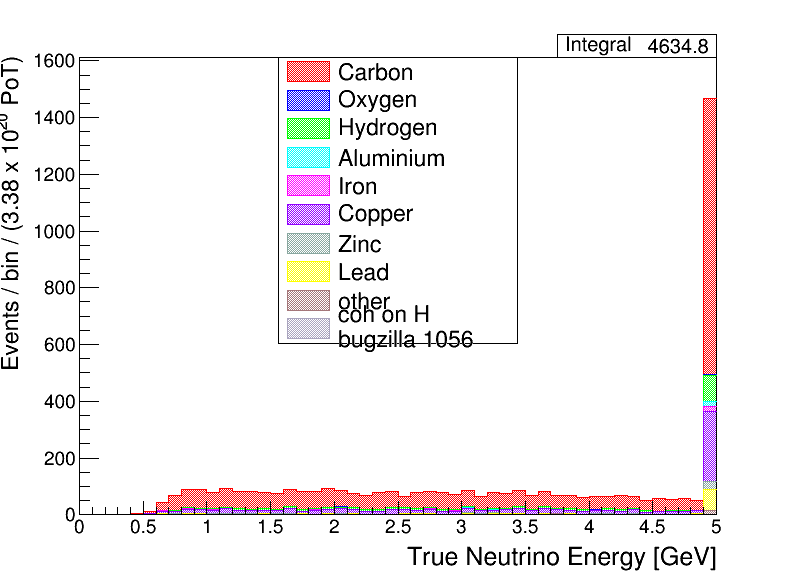 Integral 4634.8
Events / bin / (3.38 x 10^20 PoT)
1600
1400
1200
1000
800
600
400
200
0
Carbon
Oxygen
Hydrogen
Aluminium
Iron
Copper
Zinc
Lead
other
coh on H
bugzilla 1056
0 0.5 1 1.5 2 2.5 3 3.5 4 4.5 5
True Neutrino Energy [GeV]